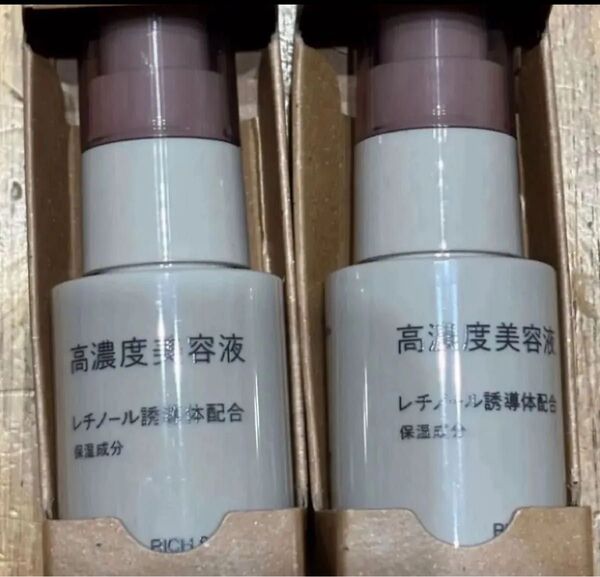 高濃度美容液
レチノール誘導体配合
保湿成分
RICH
高濃度美容液
レチノール誘導体配合
保湿成分